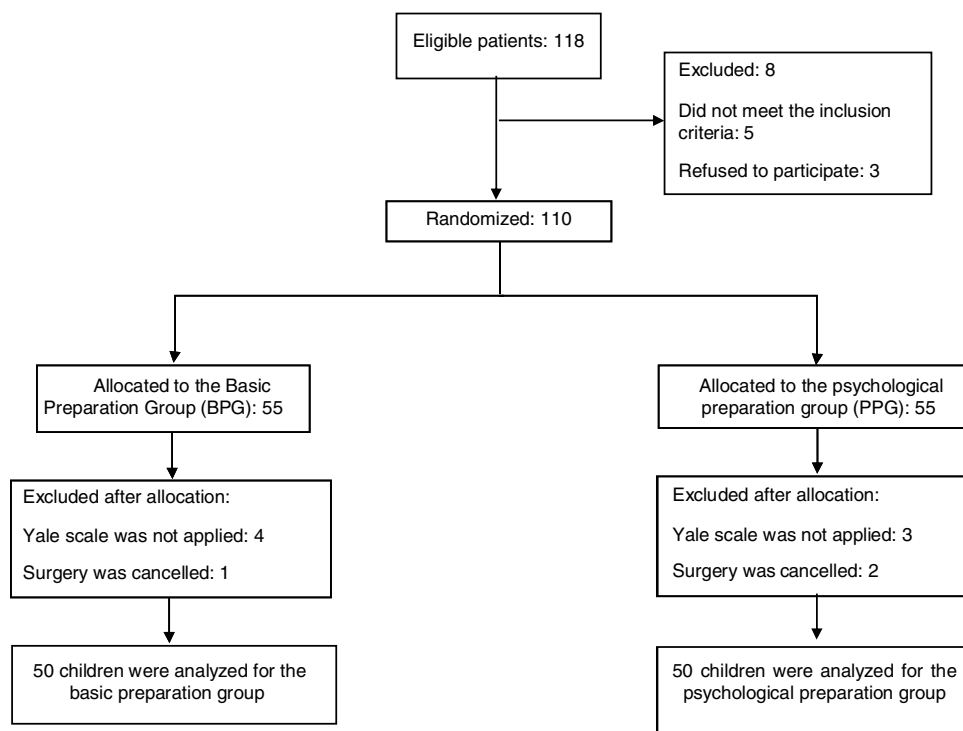 Eligible patients: 118
Excluded: 8
Did not meet the inclusion
criteria: 5
Refused to participate: 3
Randomized: 110
Allocated to the Basic
Preparation Group (BPG): 55
Allocated to the psychological
preparation group (PPG): 55
Excluded after allocation:
Yale scale was not applied: 4
Surgery was cancelled: 1
Excluded after allocation:
Yale scale was not applied: 3
Surgery was cancelled: 2
50 children were analyzed for the
basic preparation group
50 children were analyzed for the
psychological preparation group